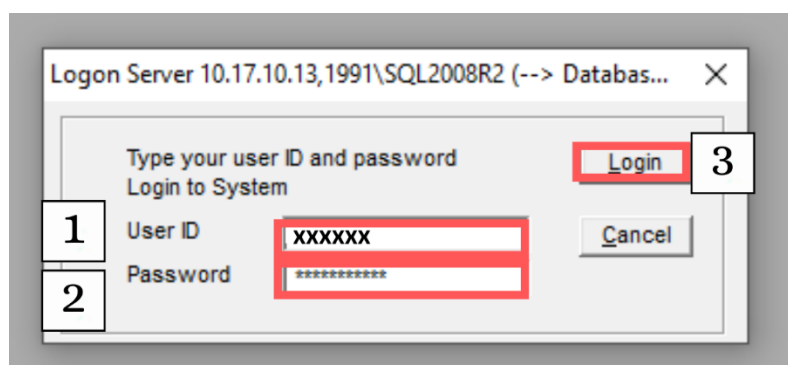 Logon Server 10.17.10.13,1991\SQL2008R2 (--> Databas...
Type your user ID and password
Login to System
Login
3
1
User ID
xxxxxx
Cancel
2
Password
***********